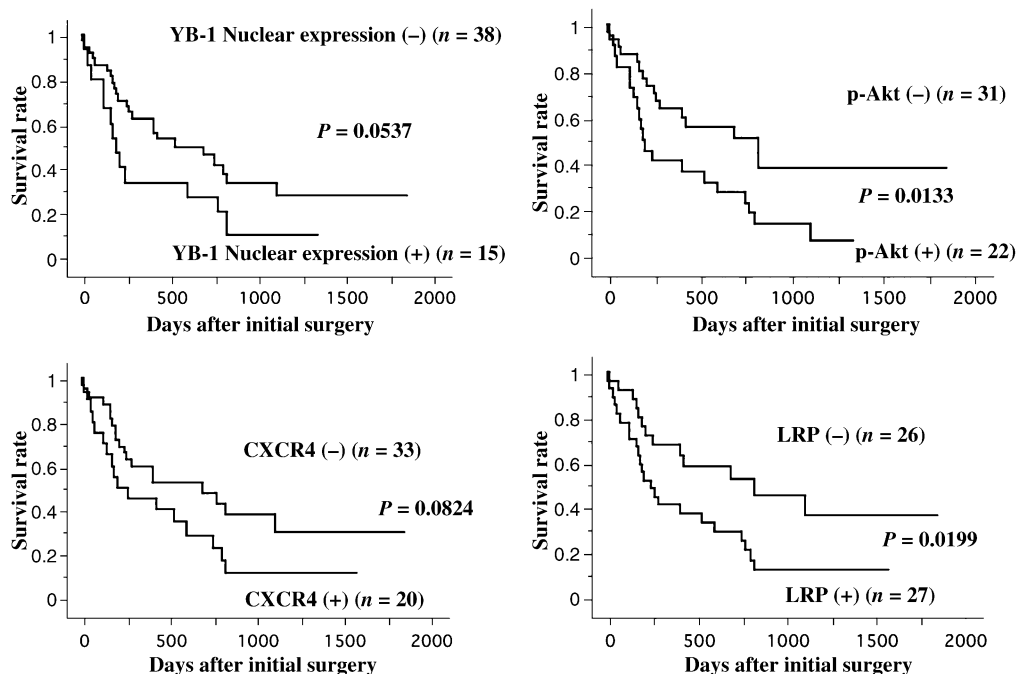 YB-1 Nuclear expression (−) (n = 38)
1
0.8
0.6
0.4
0.2
0
Survival rate
P = 0.0537
YB-1 Nuclear expression (+) (n = 15)
0 500 1000 1500 2000
Days after initial surgery
1
0.8
0.6
0.4
0.2
0
Survival rate
p-Akt (−) (n = 31)
P = 0.0133
p-Akt (+) (n = 22)
0 500 1000 1500 2000
Days after initial surgery
1
0.8
0.6
0.4
0.2
0
Survival rate
CXCR4 (−) (n = 33)
P = 0.0824
CXCR4 (+) (n = 20)
0 500 1000 1500 2000
Days after initial surgery
1
0.8
0.6
0.4
0.2
0
Survival rate
LRP (−) (n = 26)
P = 0.0199
LRP (+) (n = 27)
0 500 1000 1500 2000
Days after initial surgery